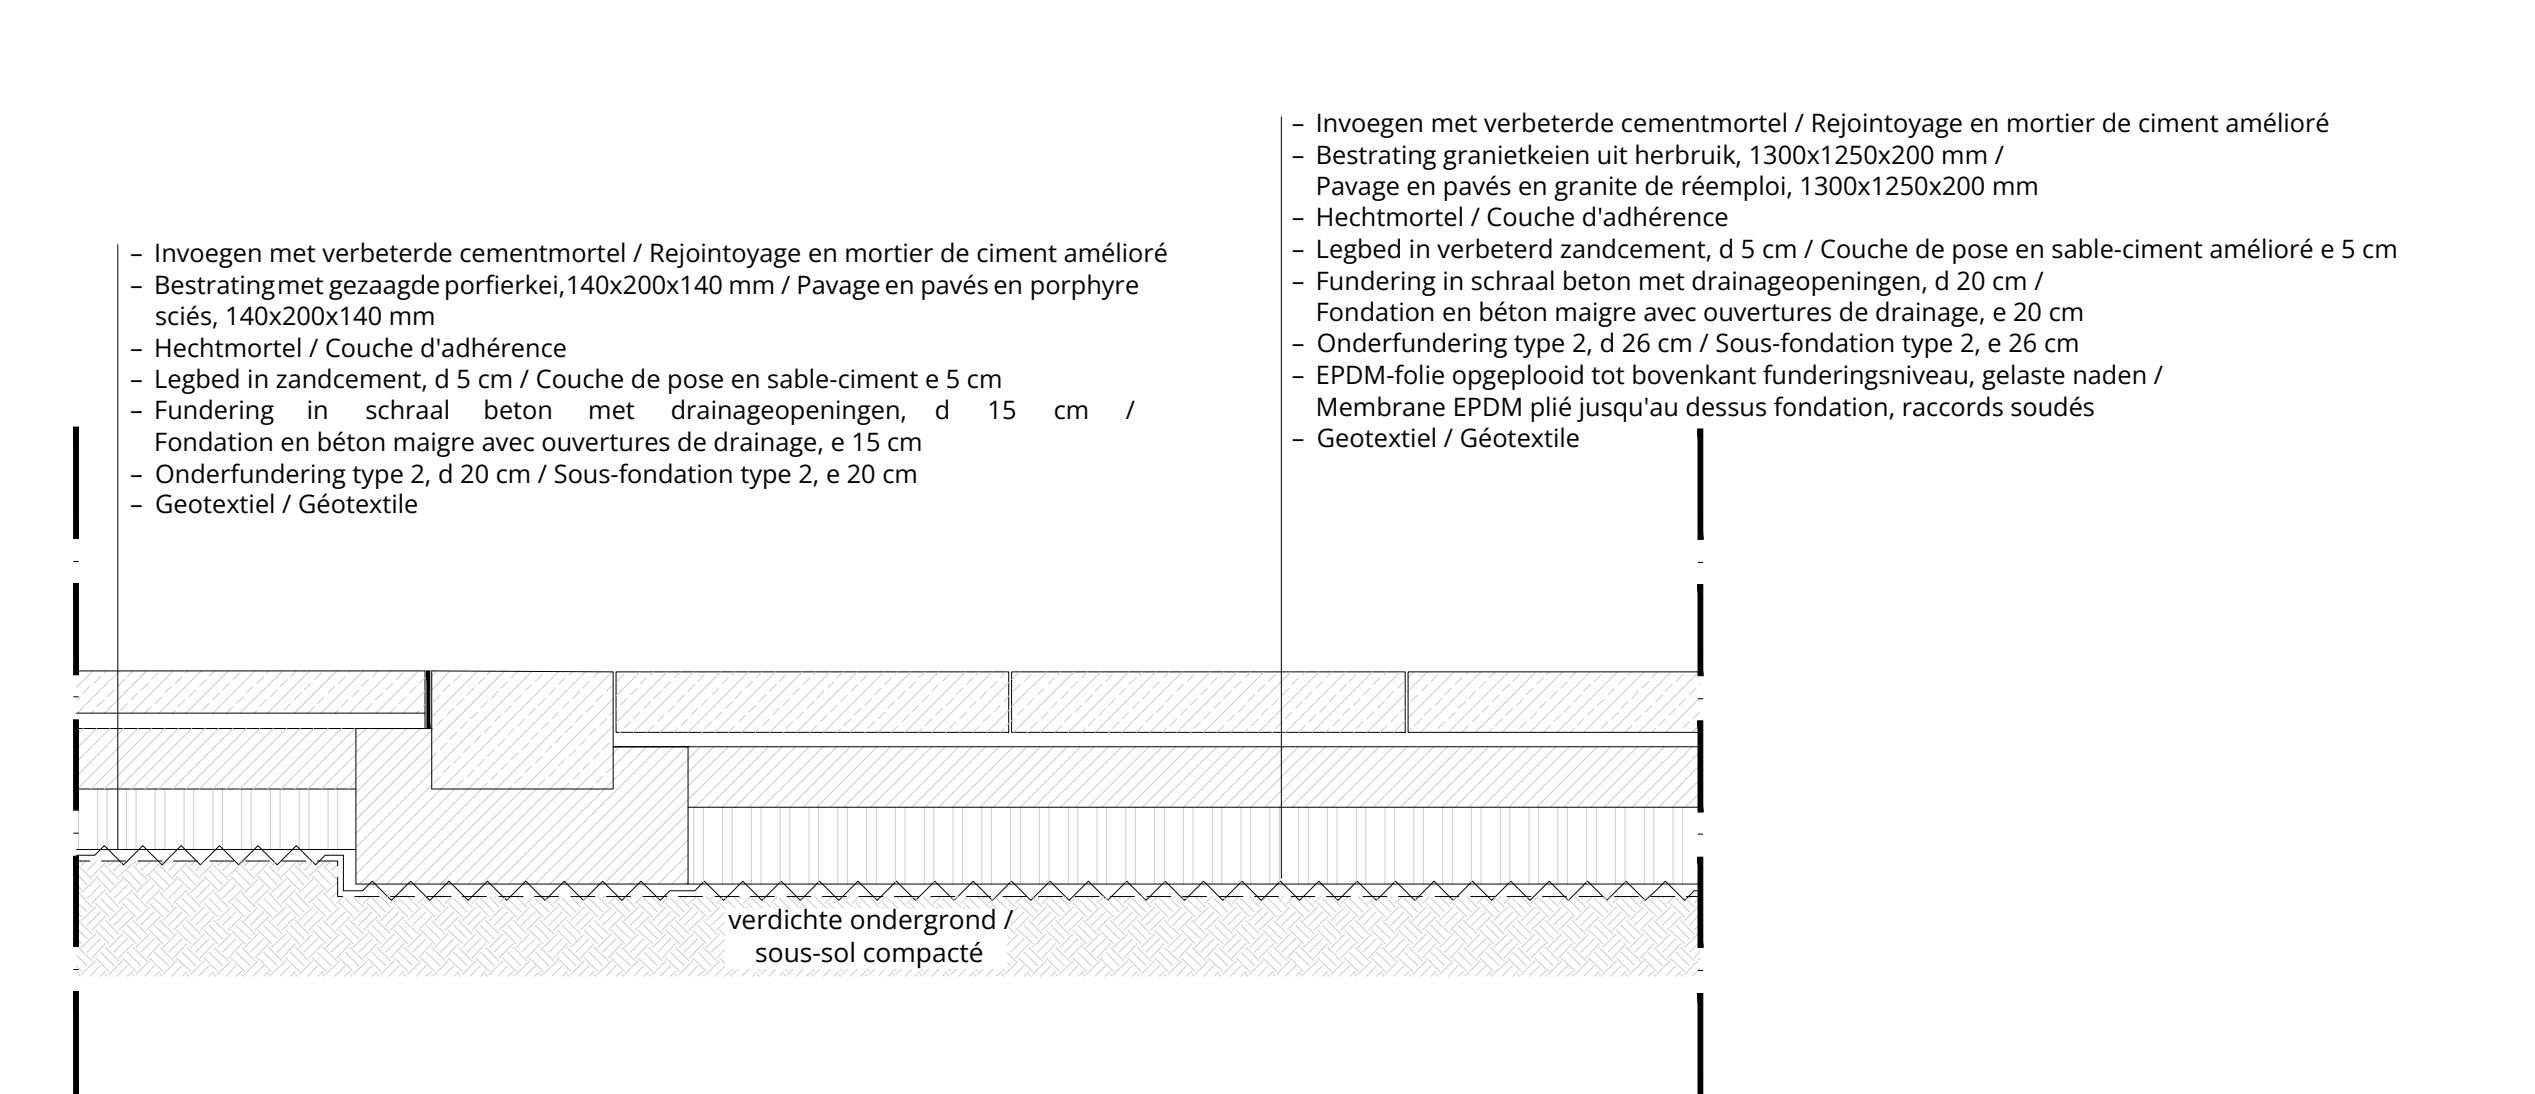 – Invoegen met verbeterde cementmortel / Rejointoyage en mortier de ciment amélioré
– Bestrating met gezaagde porfierkei,140x200x140 mm / Pavage en pavés en porphyre
sciés, 140x200x140 mm
– Hechtmortel / Couche d'adhérence
– Legbed in zandcement, d 5 cm / Couche de pose en sable-ciment e 5 cm
– Fundering in schraal beton met drainageopeningen, d 15 cm /
Fondation en béton maigre avec ouvertures de drainage, e 15 cm
– Onderfundering type 2, d 20 cm / Sous-fondation type 2, e 20 cm
– Geotextiel / Géotextile
– Invoegen met verbeterde cementmortel / Rejointoyage en mortier de ciment amélioré
– Bestrating granietkeien uit herbruik, 1300x1250x200 mm /
Pavage en pavés en granite de réemploi, 1300x1250x200 mm
– Hechtmortel / Couche d'adhérence
– Legbed in verbeterd zandcement, d 5 cm / Couche de pose en sable-ciment amélioré e 5 cm
– Fundering in schraal beton met drainageopeningen, d 20 cm /
Fondation en béton maigre avec ouvertures de drainage, e 20 cm
– Onderfundering type 2, d 26 cm / Sous-fondation type 2, e 26 cm
– EPDM-folie opgeplooid tot bovenkant funderingsniveau, gelaste naden /
Membrane EPDM plié jusqu'au dessus fondation, raccords soudés
– Geotextiel / Géotextile
verdichte ondergrond /
sous-sol compacté